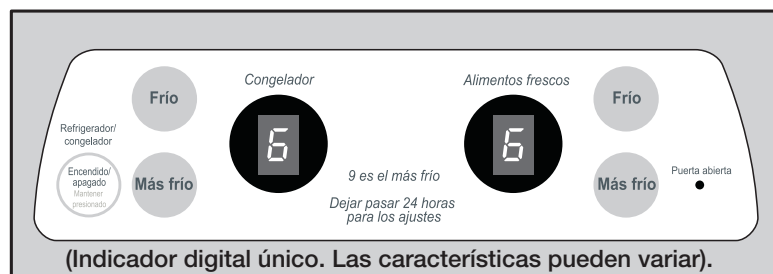 Refrigerador/
congelador
Encendido/
apagado
Mantener
presionado
Frío
Más frío
Congelador
6
9 es el más frío
Dejar pasar 24 horas
para los ajustes
Alimentos frescos
6
Frío
Más frío
Puerta abierta
(Indicador digital único. Las características pueden variar).